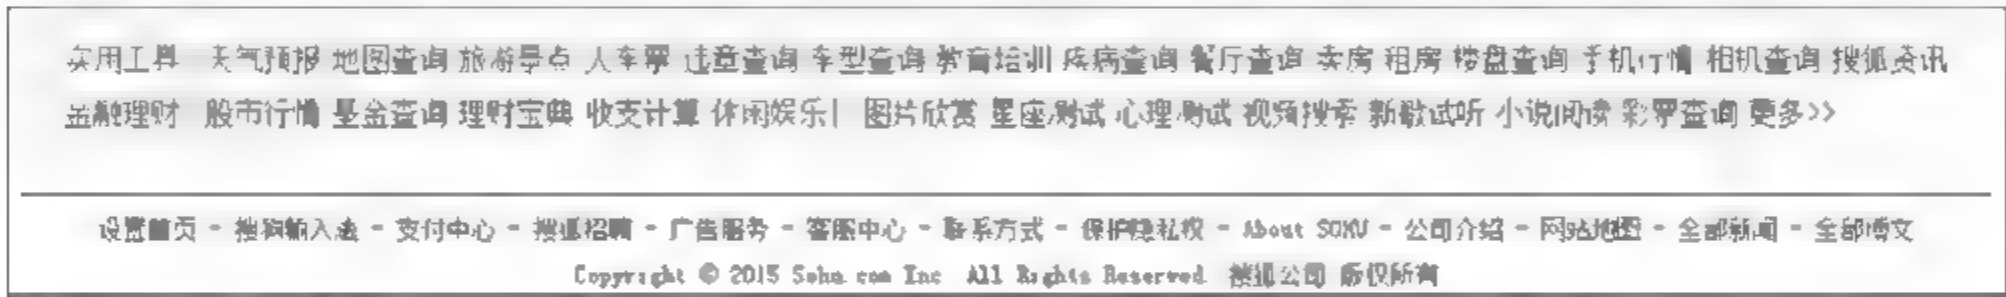 实用工具 天气预报 地图查询 旅游景点 火车票 违章查询 车型查询 教育培训 疾病查询 餐厅查询 卖房 租房 楼盘查询 手机行情 相机查询 搜狐资讯
金融理财 股市行情 基金查询 理财宝典 收支计算 休闲娱乐| 图片欣赏 星座测试 心理测试 视频搜索 新歌试听 小说阅读 彩票查询 更多>>
设置首页 - 搜狗输入法 - 支付中心 - 搜狐招聘 - 广告服务 - 客服中心 - 联系方式 - 保护隐私权 - About SOHU - 公司介绍 - 网站地图 - 全部新闻 - 全部博文
Copyright © 2015 Sohu.com Inc. All Rights Reserved. 搜狐公司 版权所有